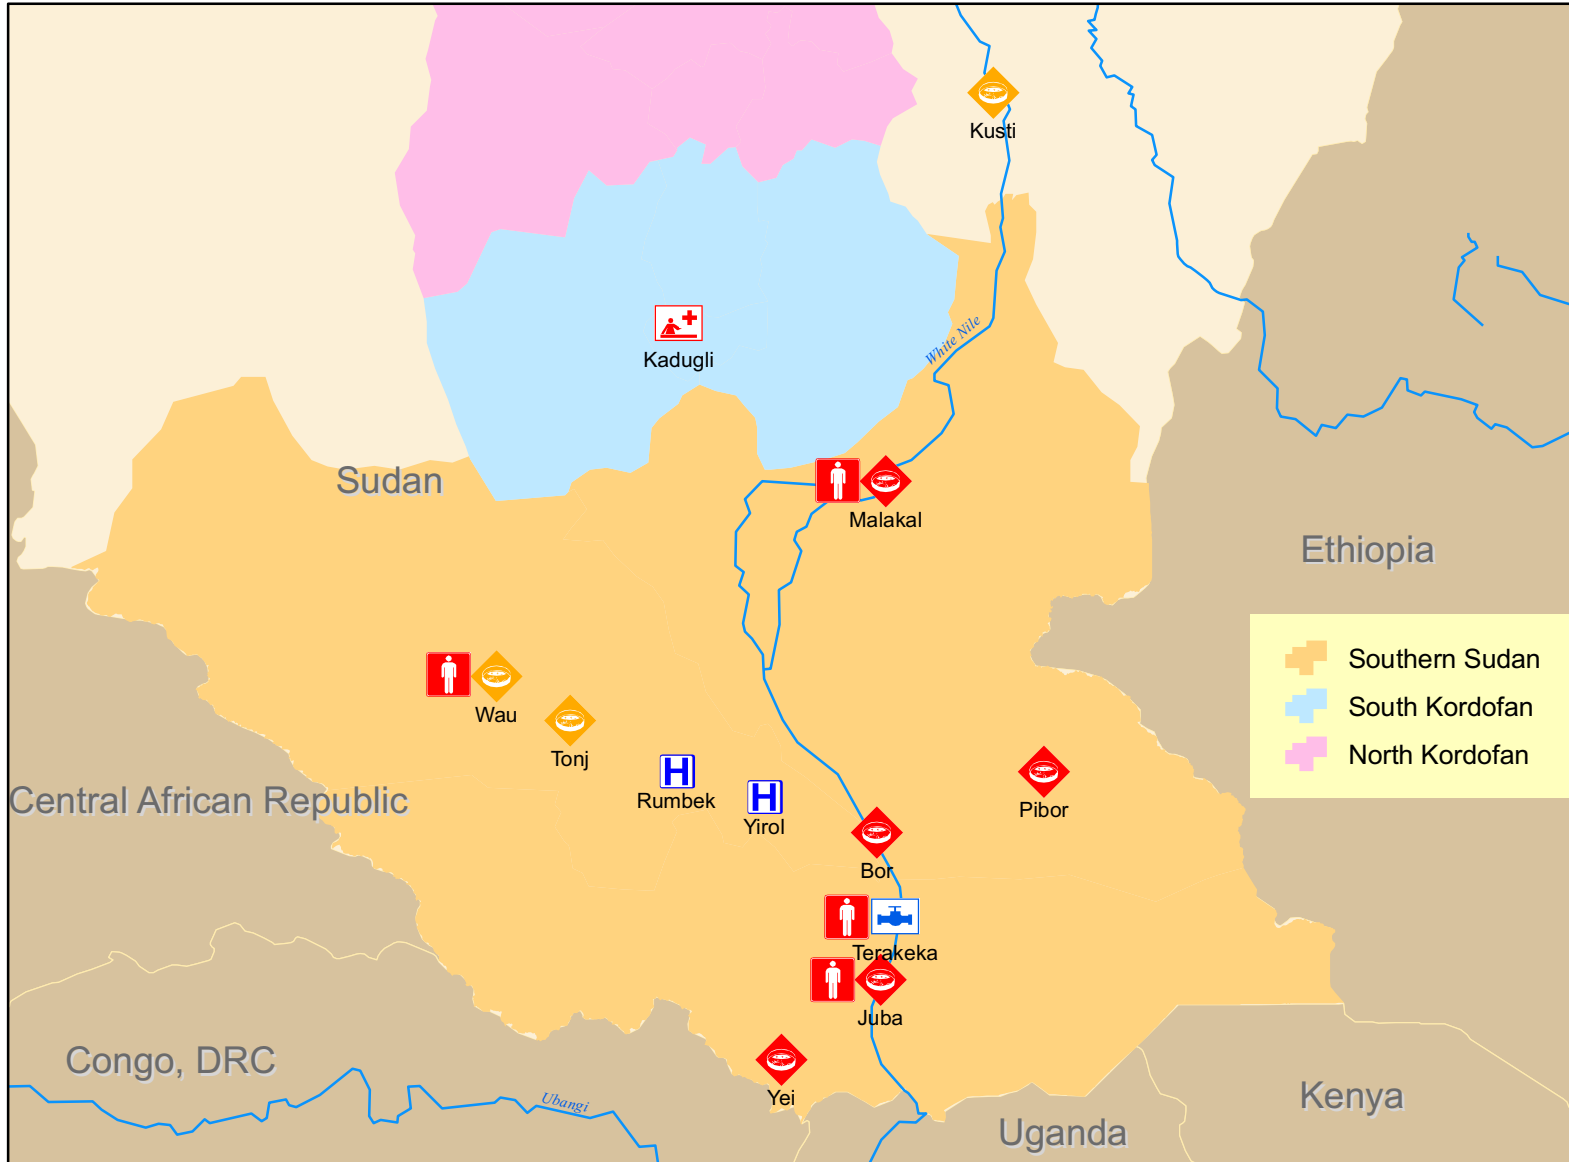 Kusti
White Nile
Kadugli
Sudan
Malakal
Ethiopia
Southern Sudan
South Kordofan
North Kordofan
Wau
Tonj
Central African Republic
H
Rumbek
H
Yirol
Pibor
Bor
Terakeka
Juba
Congo, DRC
Yei
Ubangi
Kenya
Uganda